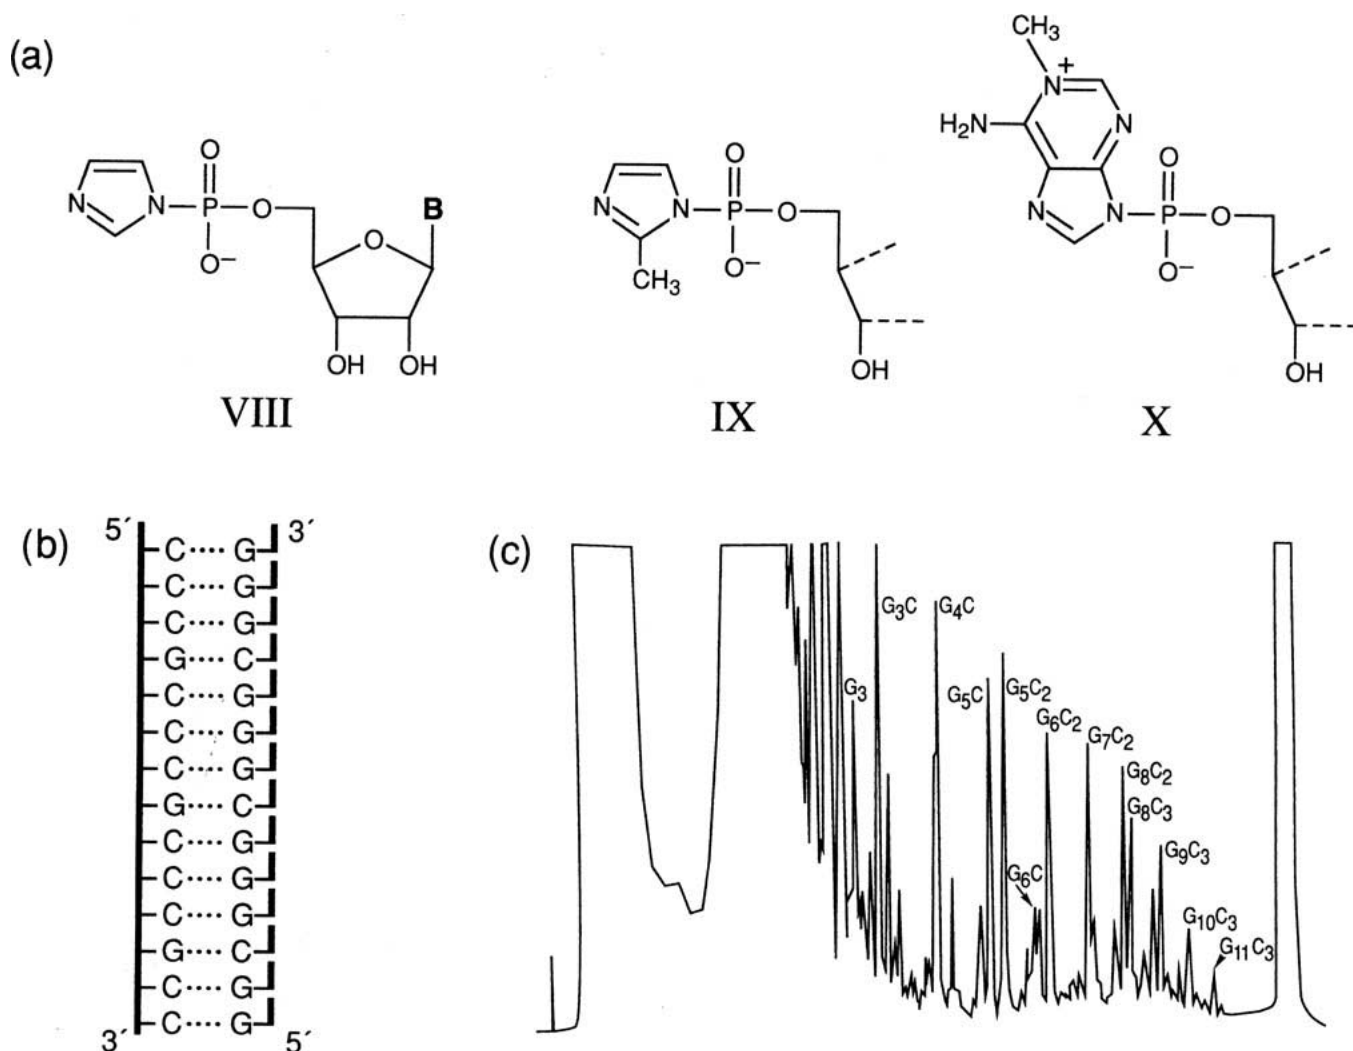 (a)
CH₃
N
+
N
H₂N
N
N
N–P–O
O
O⁻
N
N–P–O
O
O⁻
CH₃
OH
N
N–P–O
O
O⁻
O
B
OH OH
OH
VIII
IX
X
(b)
5′ 3′
C····G
C····G
C····G
G····C
C····G
C····G
C····G
G····C
C····G
C····G
C····G
G····C
C····G
C····G
3′ 5′
(c)
G₃
G₃C
G₄C
G₅C
G₅C₂
G₆C
G₆C₂
G₇C₂
G₈C₂
G₈C₃
G₉C₃
G₁₀C₃
G₁₁C₃